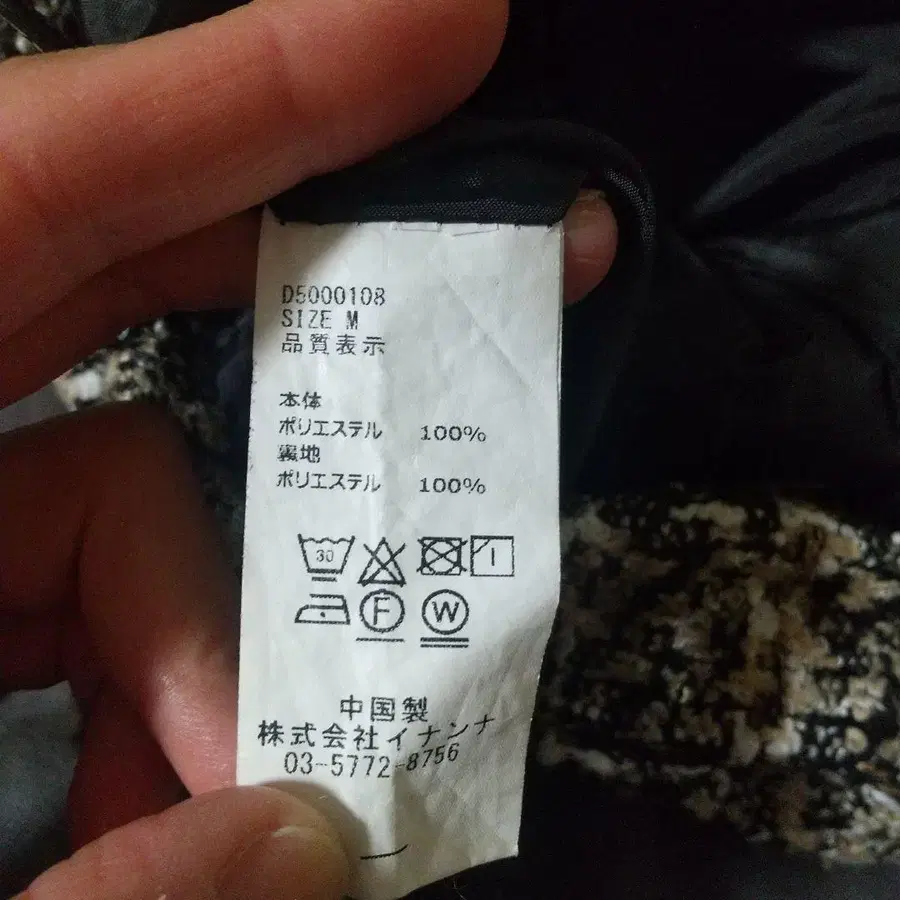 D5000108
SIZE M
品質表示
本体
ポリエステル 100%
裏地
ポリエステル 100%
30
F W
中国製
株式会社イナンナ
03-5772-8756